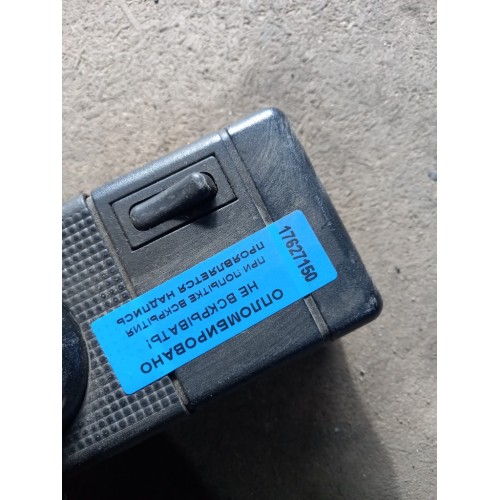 ОПЛОМБИРОВАНО
НЕ ВСКРЫВАТЬ!
ПРИ ПОПЫТКЕ ВСКРЫТИЯ
ПРОЯВЛЯЕТСЯ НАДПИСЬ
17627150